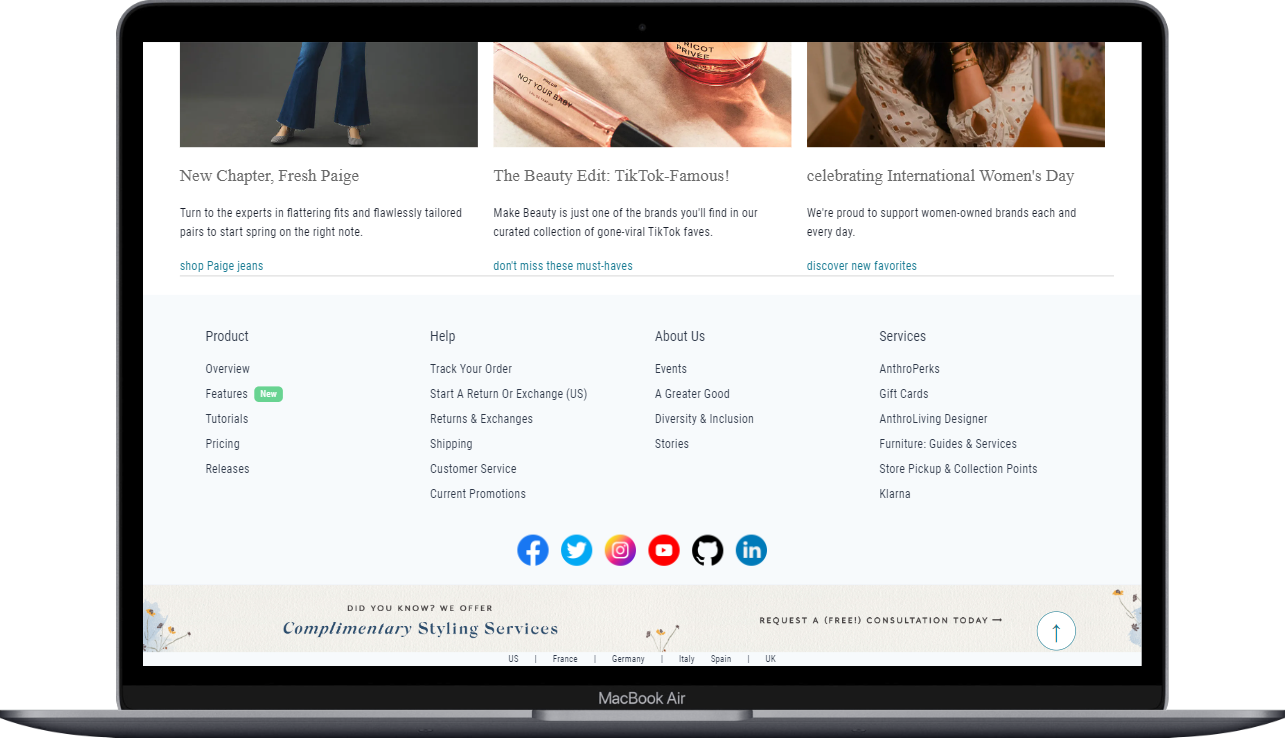 RICOT
PRIVÉE
NOT YOUR BABY
New Chapter, Fresh Paige
Turn to the experts in flattering fits and flawlessly tailored
pairs to start spring on the right note.
shop Paige jeans
The Beauty Edit: TikTok-Famous!
Make Beauty is just one of the brands you'll find in our
curated collection of gone-viral TikTok faves.
don't miss these must-haves
celebrating International Women's Day
We're proud to support women-owned brands each and
every day.
discover new favorites
Product
Overview
Features New
Tutorials
Pricing
Releases
Help
Track Your Order
Start A Return Or Exchange (US)
Returns & Exchanges
Shipping
Customer Service
Current Promotions
About Us
Events
A Greater Good
Diversity & Inclusion
Stories
Services
AnthroPerks
Gift Cards
AnthroLiving Designer
Furniture: Guides & Services
Store Pickup & Collection Points
Klarna
in
DID YOU KNOW? WE OFFER
Complimentary Styling Services
REQUEST A (FREE!) CONSULTATION TODAY →
US | France | Germany | Italy Spain | UK
MacBook Air